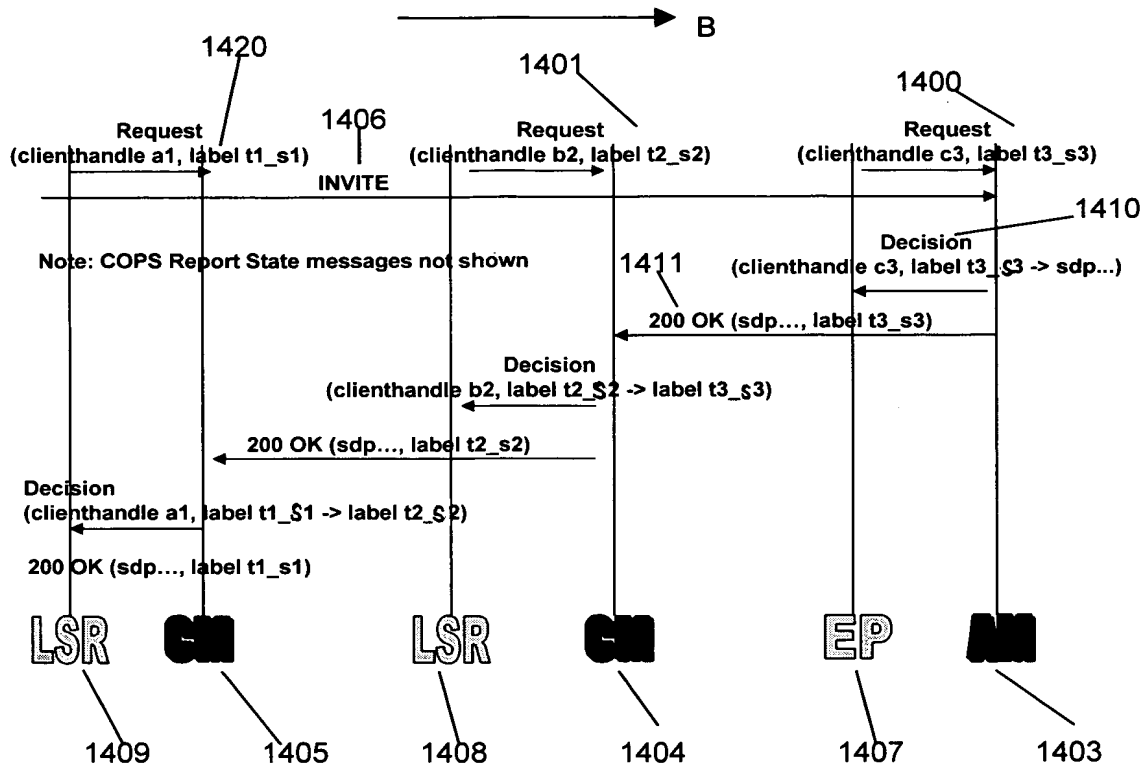 B
1420
1401
1400
1406
Request
(clienthandle a1, label t1_s1)
Request
(clienthandle b2, label t2_s2)
Request
(clienthandle c3, label t3_s3)
INVITE
1410
Decision
(clienthandle c3, label t3_s3 -> sdp...)
Note: COPS Report State messages not shown
1411
200 OK (sdp..., label t3_s3)
Decision
(clienthandle b2, label t2_S2 -> label t3_s3)
200 OK (sdp..., label t2_s2)
Decision
(clienthandle a1, label t1_S1 -> label t2_S2)
200 OK (sdp..., label t1_s1)
LSR
CM
LSR
CM
EP
AM
1409
1405
1408
1404
1407
1403